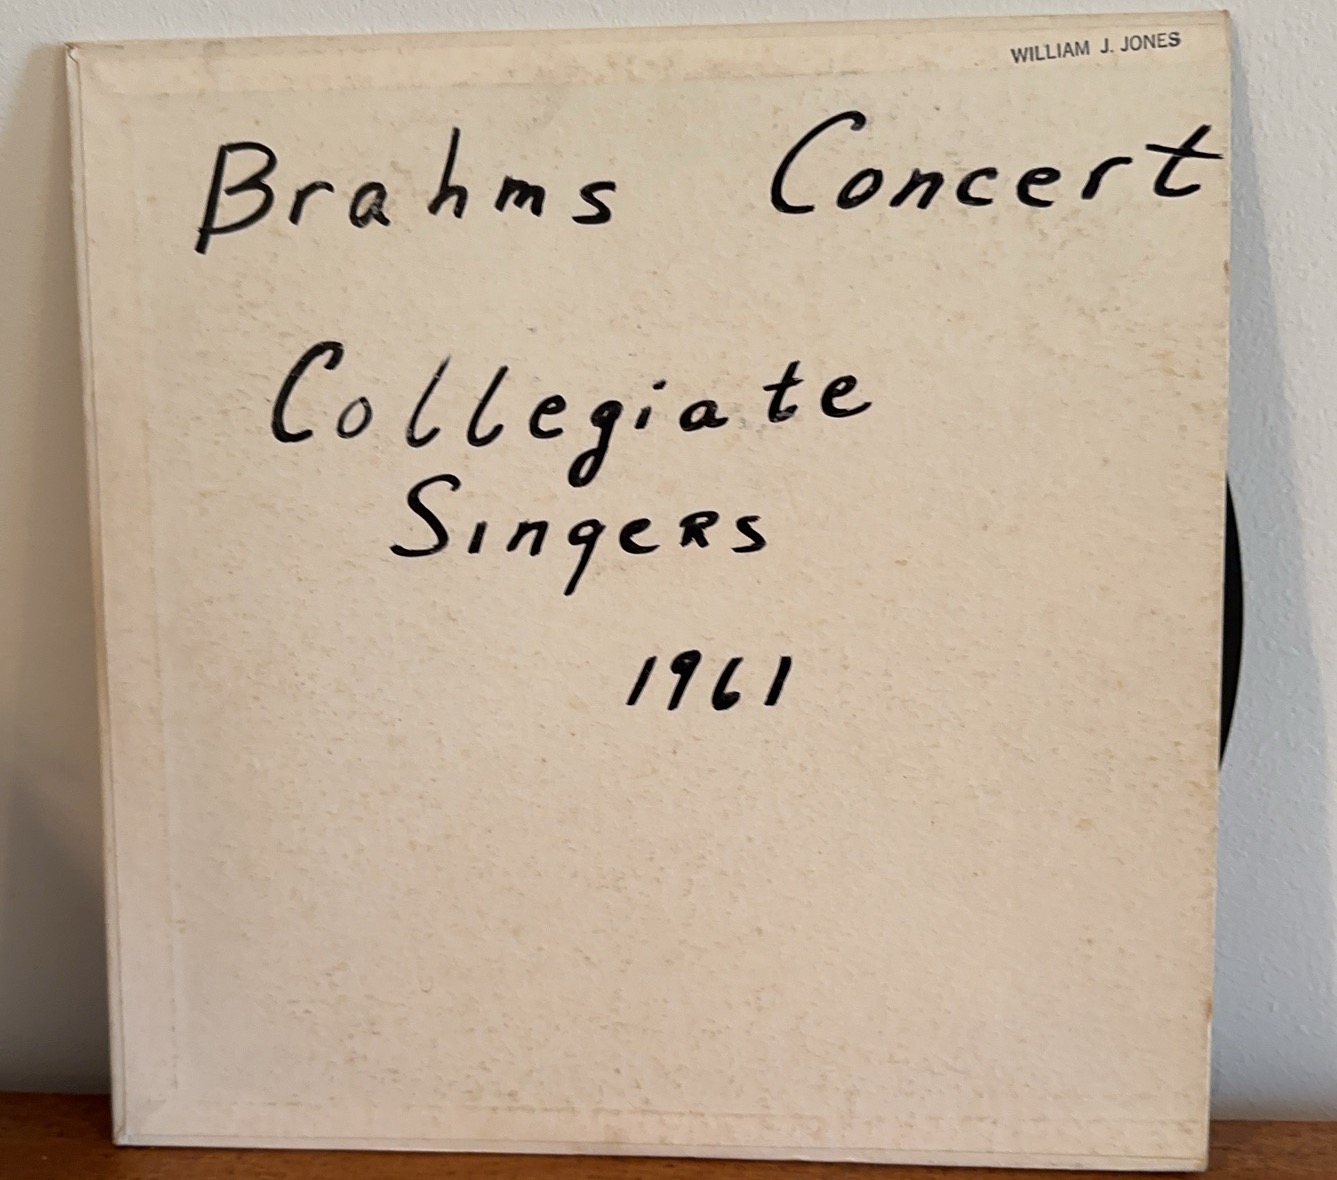 WILLIAM J. JONES
Brahms Concert
Collegiate
Singers
1961